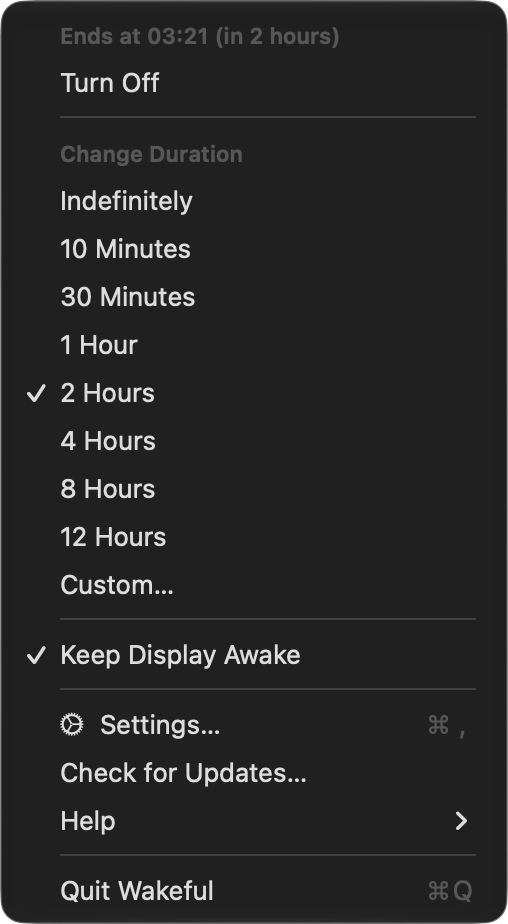 Ends at 03:21 (in 2 hours)
Turn Off
Change Duration
Indefinitely
10 Minutes
30 Minutes
1 Hour
✓ 2 Hours
4 Hours
8 Hours
12 Hours
Custom...
✓ Keep Display Awake
Settings... ⌘ ,
Check for Updates...
Help
Quit Wakeful ⌘Q